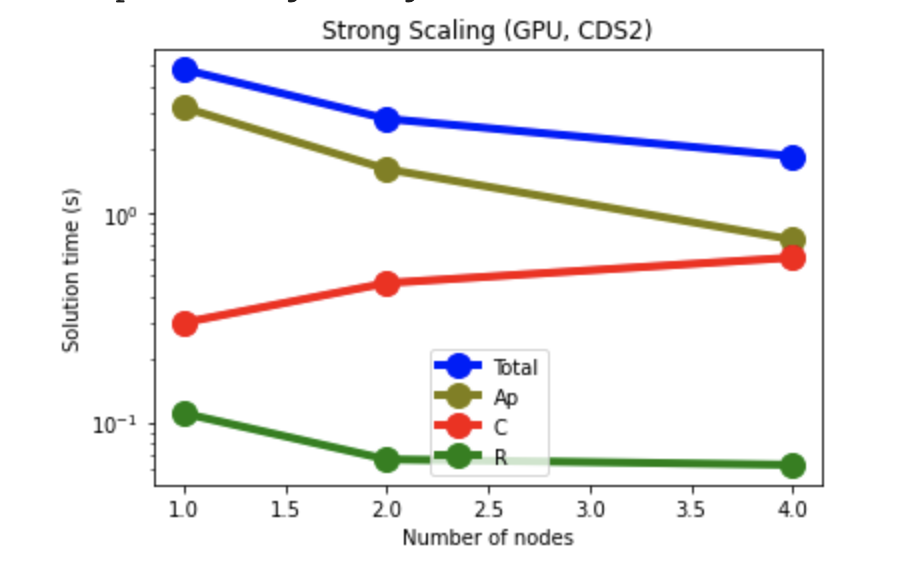 Strong Scaling (GPU, CDS2)
Solution time (s)
10⁰
10⁻¹
Total
Ap
C
R
1.0 1.5 2.0 2.5 3.0 3.5 4.0
Number of nodes